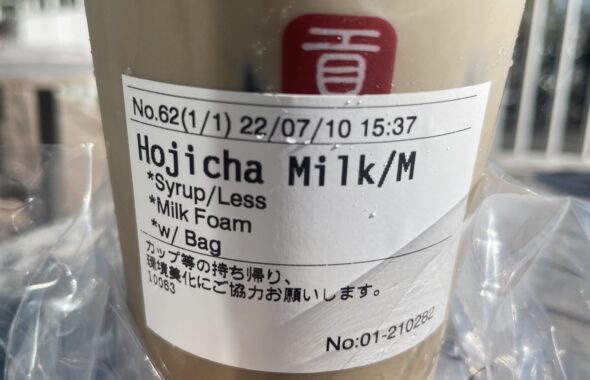 貢
No.62(1/1) 22/07/10 15:37
Hojicha Milk/M
*Syrup/Less
*Milk Foam
*w/ Bag
カップ等の持ち帰り、
環境美化にご協力お願いします。
10063
No:01-210282